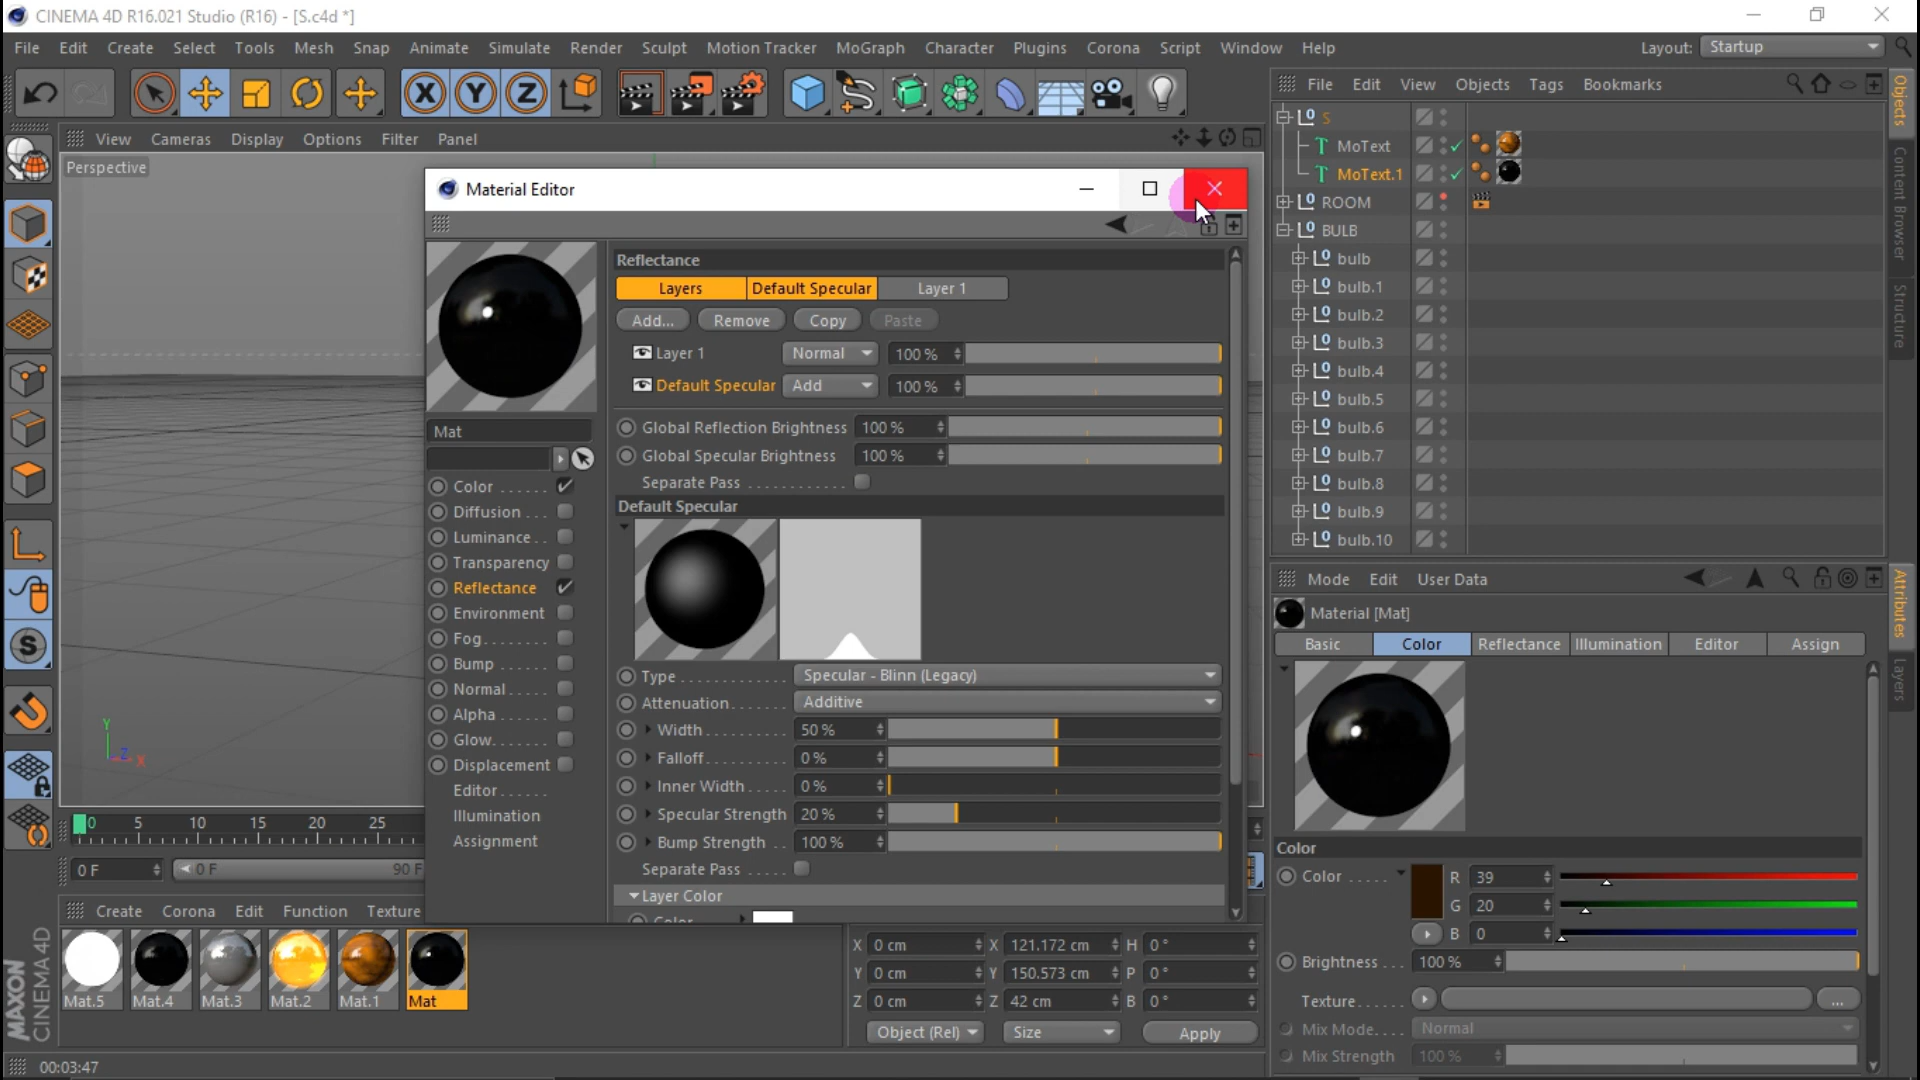 CINEMA 4D R16.021 Studio (R16) - [S.c4d *]
File Edit Create Select Tools Mesh Snap Animate Simulate Render Sculpt Motion Tracker MoGraph Character Plugins Corona Script Window Help
Layout: Startup
X Y Z
View Cameras Display Options Filter Panel
Perspective
Y
Z
X
File Edit View Objects Tags Bookmarks
S
MoText
MoText.1
ROOM
BULB
bulb
bulb.1
bulb.2
bulb.3
bulb.4
bulb.5
bulb.6
bulb.7
bulb.8
bulb.9
bulb.10
Objects
Content Browser
Structure
Material Editor
Mat
Color
Diffusion
Luminance
Transparency
Reflectance
Environment
Fog
Bump
Normal
Alpha
Glow
Displacement
Editor
Illumination
Assignment
Reflectance
Layers Default Specular Layer 1
Add... Remove Copy Paste
Layer 1 Normal 100 %
Default Specular Add 100 %
Global Reflection Brightness 100 %
Global Specular Brightness 100 %
Separate Pass
Default Specular
Type Specular - Blinn (Legacy)
Attenuation Additive
Width 50 %
Falloff 0 %
Inner Width 0 %
Specular Strength 20 %
Bump Strength 100 %
Separate Pass
Layer Color
Color
Mode Edit User Data
Material [Mat]
Basic Color Reflectance Illumination Editor Assign
Color
Color R 39
G 20
B 0
Brightness 100 %
Texture ...
Mix Mode Normal
Mix Strength 100 %
Attributes
Layers
0 5 10 15 20 25
0 F 0 F 90 F
Create Corona Edit Function Texture
Mat.5 Mat.4 Mat.3 Mat.2 Mat.1 Mat
X 0 cm X 121.172 cm H 0 °
Y 0 cm Y 150.573 cm P 0 °
Z 0 cm Z 42 cm B 0 °
Object (Rel) Size Apply
MAXON
CINEMA 4D
00:03:47